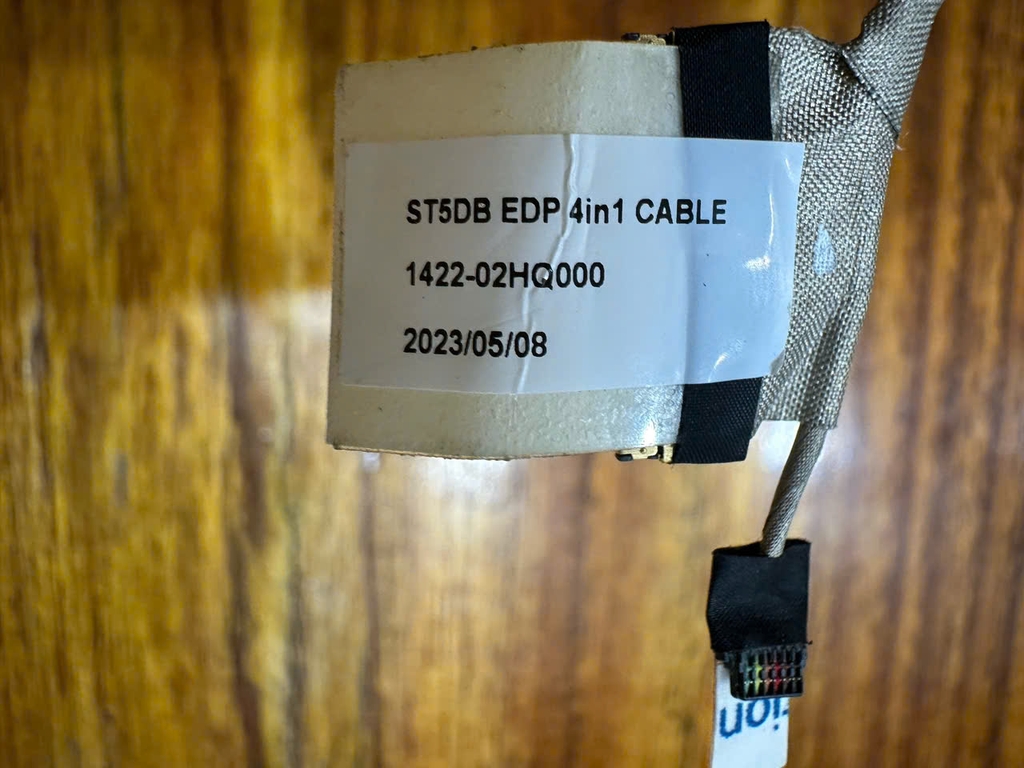 ST5DB EDP 4in1 CABLE
1422-02HQ000
2023/05/08